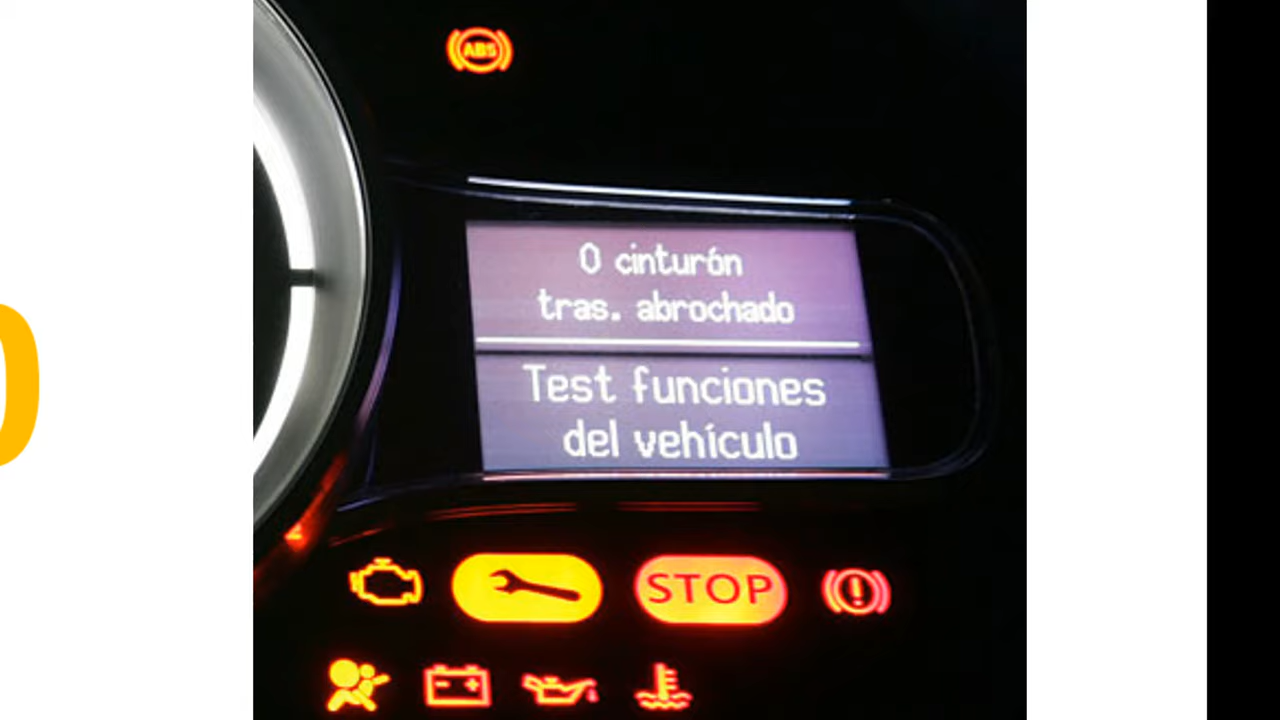 ABS
0 cinturón
tras. abrochado
Test funciones
del vehículo
STOP